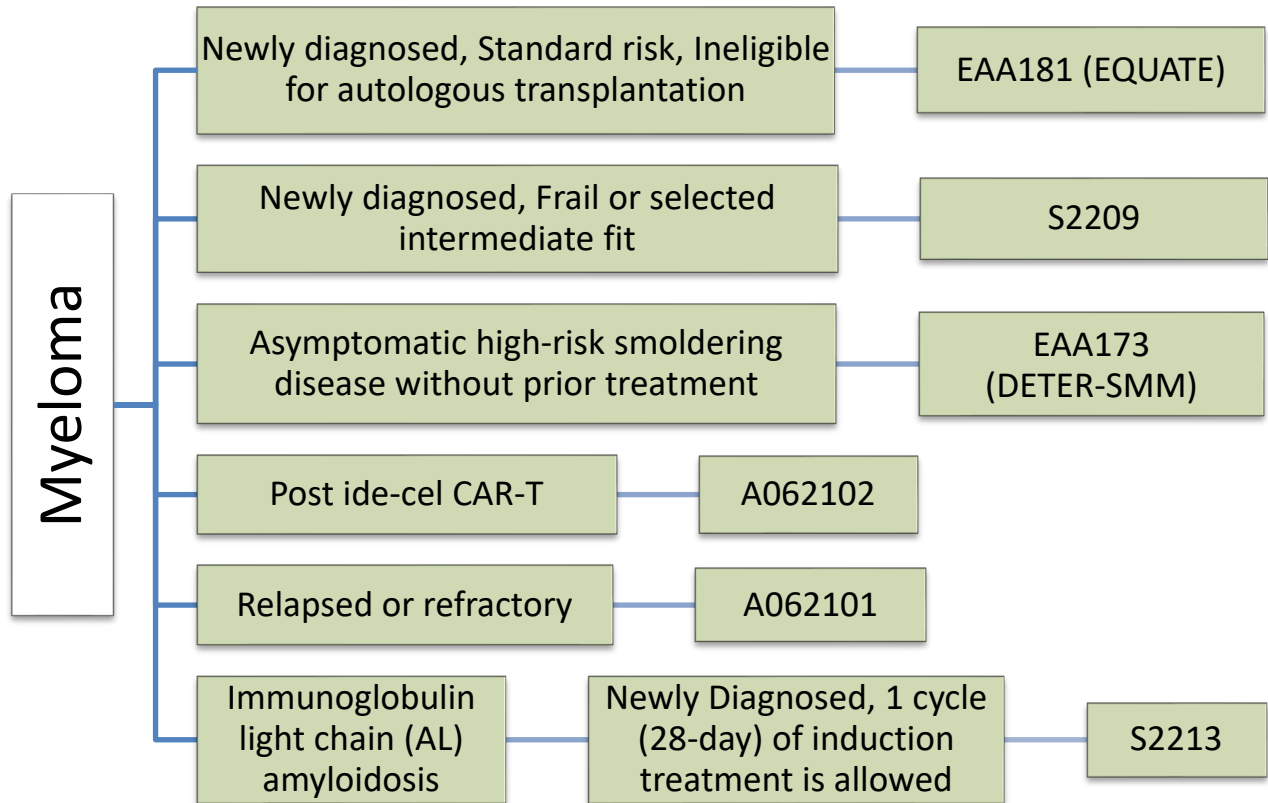 Myeloma
Newly diagnosed, Standard risk, Ineligible
for autologous transplantation
EAA181 (EQUATE)
Newly diagnosed, Frail or selected
intermediate fit
S2209
Asymptomatic high-risk smoldering
disease without prior treatment
EAA173
(DETER-SMM)
Post ide-cel CAR-T
A062102
Relapsed or refractory
A062101
Immunoglobulin
light chain (AL)
amyloidosis
Newly Diagnosed, 1 cycle
(28-day) of induction
treatment is allowed
S2213